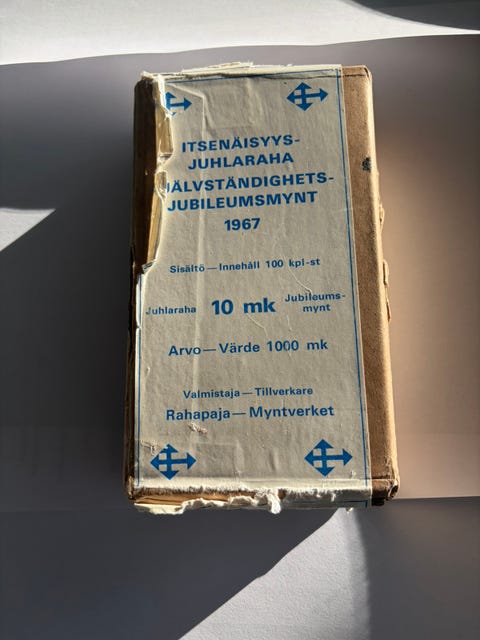 ITSENÄISYYS-
JUHLARAHA
JÄLVSTÄNDIGHETS-
JUBILEUMSMYNT
1967
Sisältö — Innehåll 100 kpl-st
Juhlaraha 10 mk Jubileums-
mynt
Arvo — Värde 1000 mk
Valmistaja — Tillverkare
Rahapaja — Myntverket